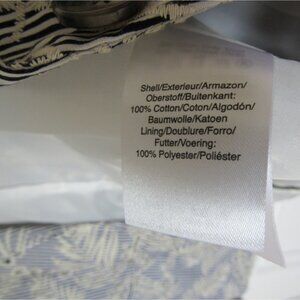 Shell/Exterieur/Armazon/
Oberstoff/Buitenkant:
100% Cotton/Coton/Algodón/
Baumwolle/Katoen
Lining/Doublure/Forro/
Futter/Voering:
100% Polyester/Poliéster